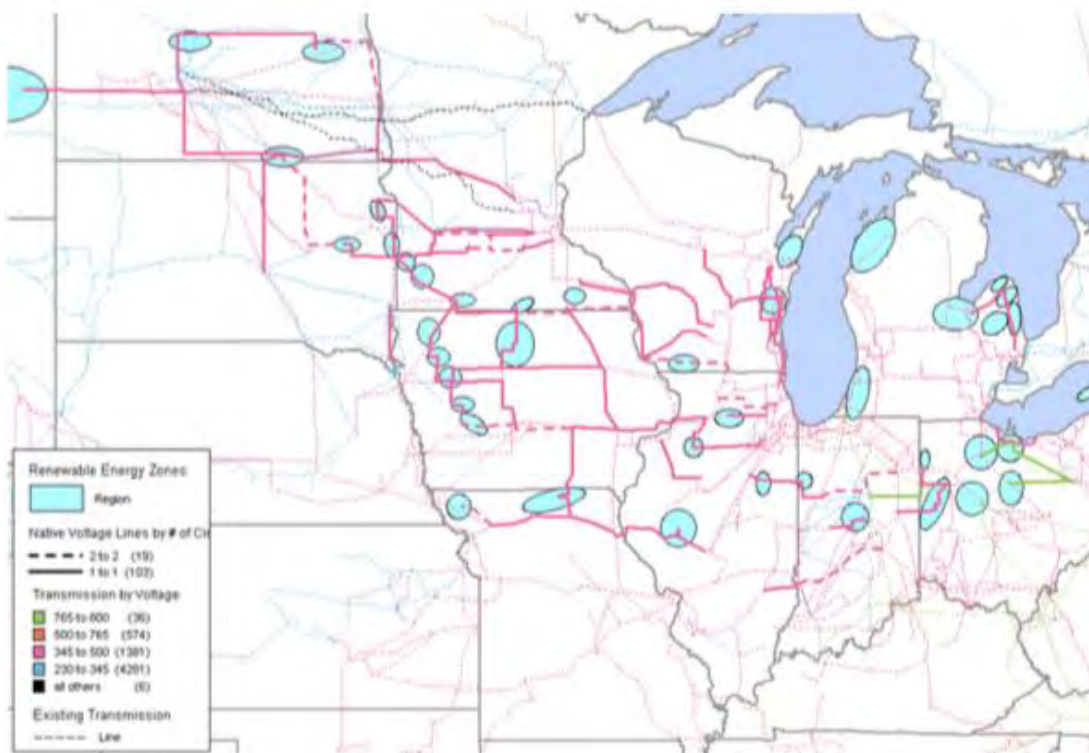 Renewable Energy Zones
Region
Native Voltage Lines by # of Cir
2 to 2 (19)
1 to 1 (103)
Transmission by Voltage
765 to 800 (36)
500 to 765 (574)
345 to 500 (1381)
230 to 345 (4281)
all others (6)
Existing Transmission
Line